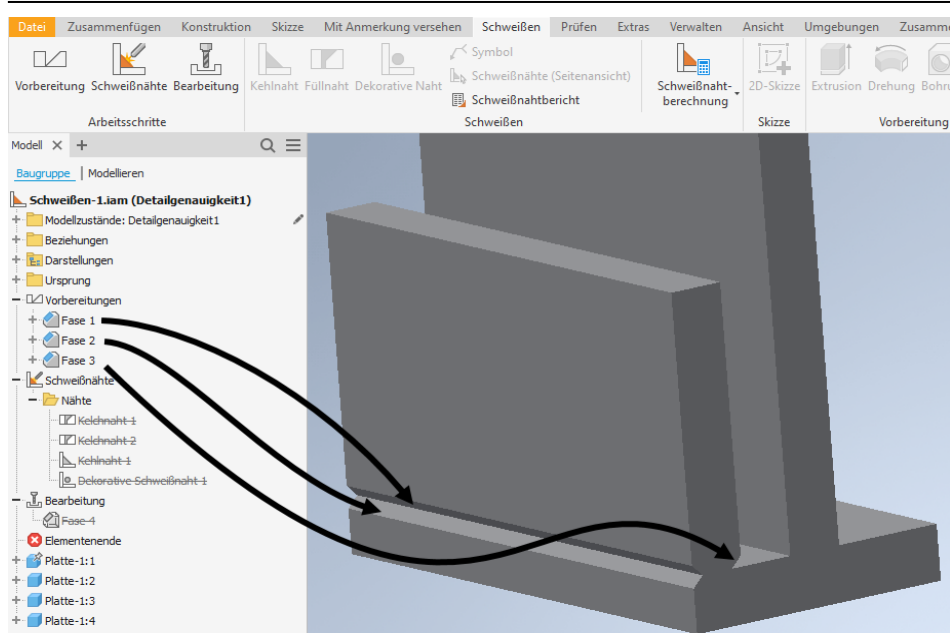 Datei Zusammenfügen Konstruktion Skizze Mit Anmerkung versehen Schweißen Prüfen Extras Verwalten Ansicht Umgebungen Zusamme
Vorbereitung Schweißnähte Bearbeitung
Arbeitsschritte
Kehlnaht Füllnaht Dekorative Naht
Symbol
Schweißnähte (Seitenansicht)
Schweißnahtbericht
Schweißnaht-
berechnung
Schweißen
2D-Skizze
Skizze
Extrusion Drehung Bohru
Vorbereitung
Modell
Baugruppe | Modellieren
Schweißen-1.iam (Detailgenauigkeit1)
Modellzustände: Detailgenauigkeit1
Beziehungen
Darstellungen
Ursprung
Vorbereitungen
Fase 1
Fase 2
Fase 3
Schweißnähte
Nähte
Kelchnaht 1
Kelchnaht 2
Kehlnaht 1
Dekorative Schweißnaht 1
Bearbeitung
Fase 4
Elementenende
Platte-1:1
Platte-1:2
Platte-1:3
Platte-1:4